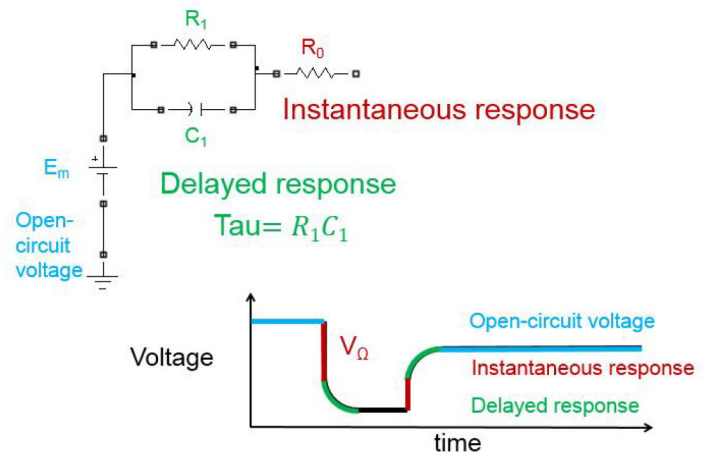 R1
R0
Instantaneous response
C1
+
Em
Delayed response
Tau= R1C1
Open-
circuit
voltage
Open-circuit voltage
Voltage
VΩ
Instantaneous response
Delayed response
time